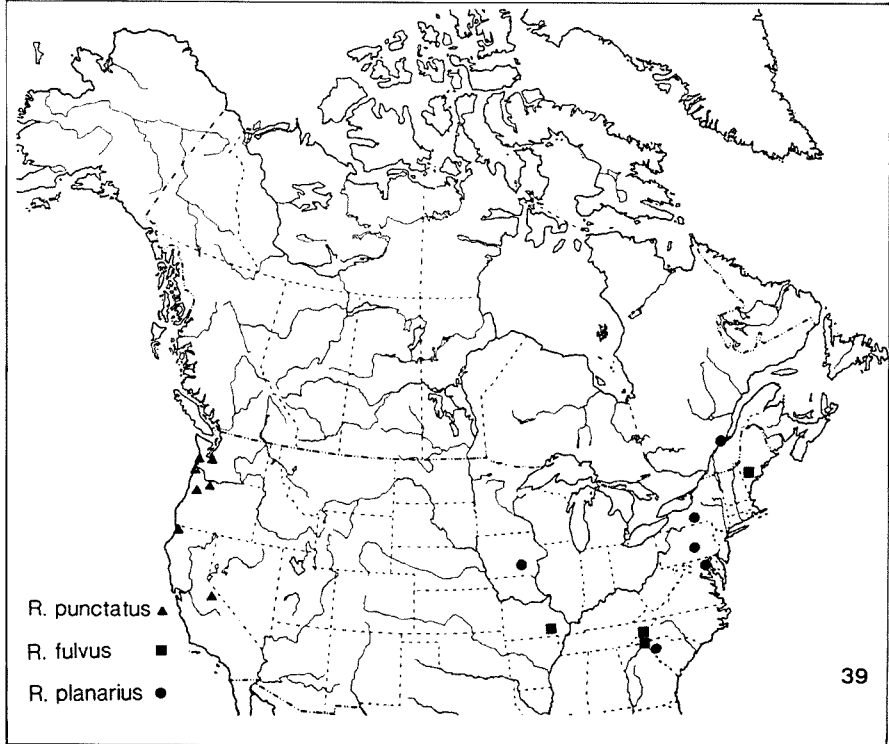 R. punctatus ▲
R. fulvus ■
R. planarius ●
39